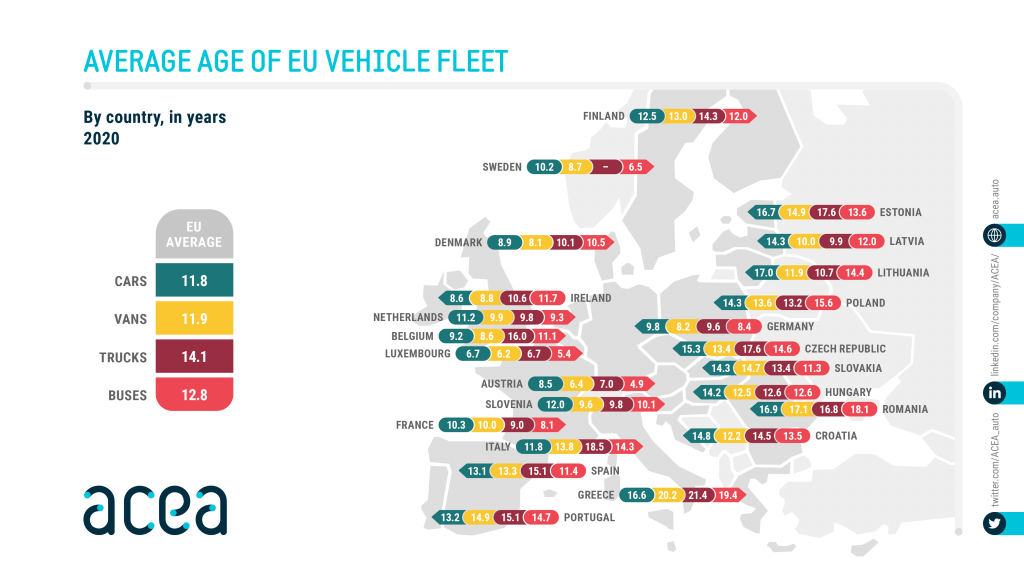 AVERAGE AGE OF EU VEHICLE FLEET
By country, in years
2020
EU
AVERAGE
CARS 11.8
VANS 11.9
TRUCKS 14.1
BUSES 12.8
FINLAND 12.5 13.0 14.3 12.0
SWEDEN 10.2 8.7 – 6.5
16.7 14.9 17.6 13.6 ESTONIA
DENMARK 8.9 8.1 10.1 10.5
14.3 10.0 9.9 12.0 LATVIA
17.0 11.9 10.7 14.4 LITHUANIA
8.6 8.8 10.6 11.7 IRELAND
14.3 13.6 13.2 15.6 POLAND
NETHERLANDS 11.2 9.9 9.8 9.3
9.8 8.2 9.6 8.4 GERMANY
BELGIUM 9.2 8.6 16.0 11.1
15.3 13.4 17.6 14.6 CZECH REPUBLIC
LUXEMBOURG 6.7 6.2 6.7 5.4
14.3 14.7 13.4 11.3 SLOVAKIA
AUSTRIA 8.5 6.4 7.0 4.9
14.2 12.5 12.6 12.6 HUNGARY
SLOVENIA 12.0 9.6 9.8 10.1
16.9 17.1 16.8 18.1 ROMANIA
FRANCE 10.3 10.0 9.0 8.1
14.8 12.2 14.5 13.5 CROATIA
ITALY 11.8 13.8 18.5 14.3
13.1 13.3 15.1 11.4 SPAIN
GREECE 16.6 20.2 21.4 19.4
13.2 14.9 15.1 14.7 PORTUGAL
acea
acea.auto
linkedin.com/company/ACEA/
in
twitter.com/ACEA_auto